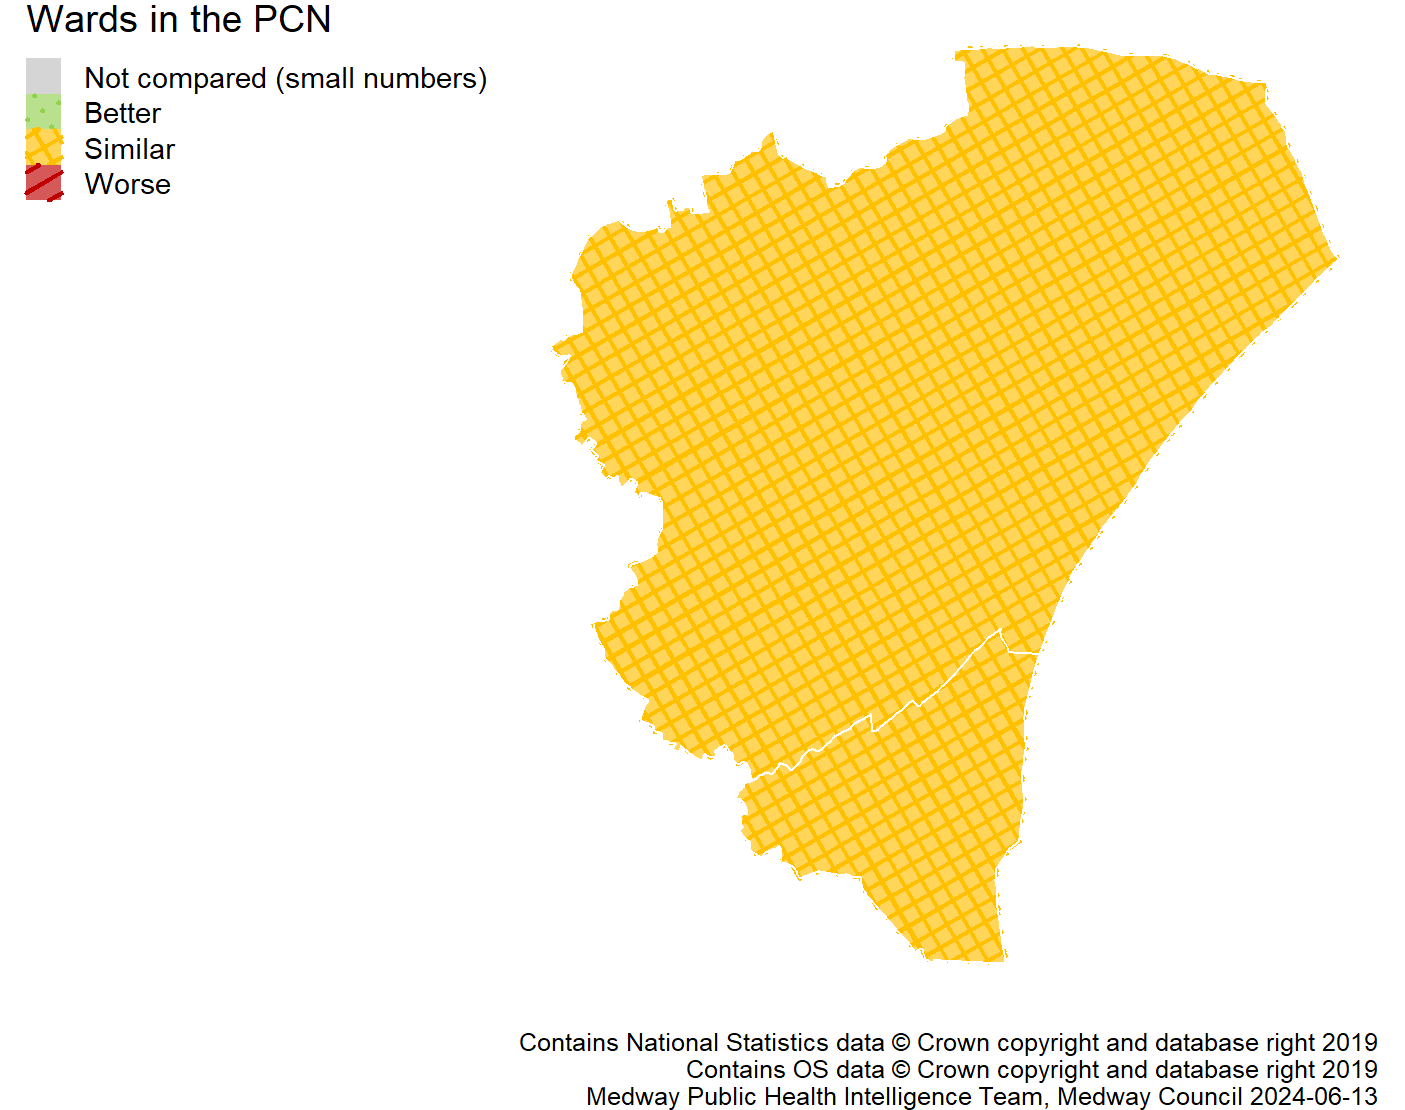 Wards in the PCN
Not compared (small numbers)
Better
Similar
Worse
Contains National Statistics data © Crown copyright and database right 2019
Contains OS data © Crown copyright and database right 2019
Medway Public Health Intelligence Team, Medway Council 2024-06-13